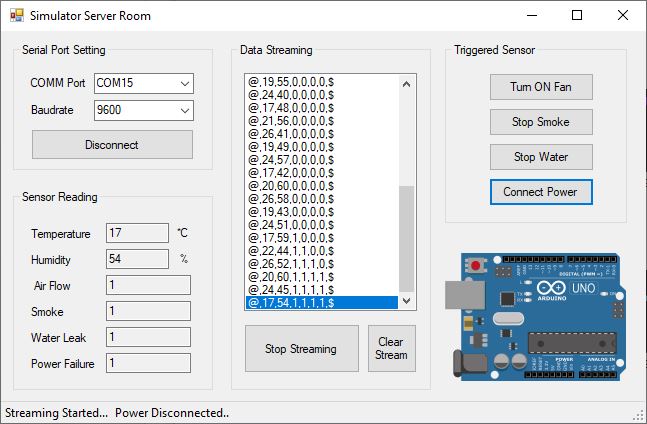 Simulator Server Room
Serial Port Setting
COMM Port COM15
Baudrate 9600
Disconnect
Sensor Reading
Temperature 17 °C
Humidity 54 %
Air Flow 1
Smoke 1
Water Leak 1
Power Failure 1
Data Streaming
@,19,55,0,0,0,0,$
@,24,40,0,0,0,0,$
@,17,48,0,0,0,0,$
@,21,56,0,0,0,0,$
@,26,41,0,0,0,0,$
@,19,49,0,0,0,0,$
@,24,57,0,0,0,0,$
@,17,42,0,0,0,0,$
@,20,60,0,0,0,0,$
@,26,58,0,0,0,0,$
@,19,43,0,0,0,0,$
@,24,51,0,0,0,0,$
@,17,59,1,0,0,0,$
@,22,44,1,1,0,0,$
@,26,52,1,1,1,0,$
@,20,60,1,1,1,1,$
@,24,45,1,1,1,1,$
@,17,54,1,1,1,1,$
Stop Streaming
Clear
Stream
Triggered Sensor
Turn ON Fan
Stop Smoke
Stop Water
Connect Power
DIGITAL (PWM ~)
UNO
ARDUINO
POWER ANALOG IN
Streaming Started... Power Disconnected..